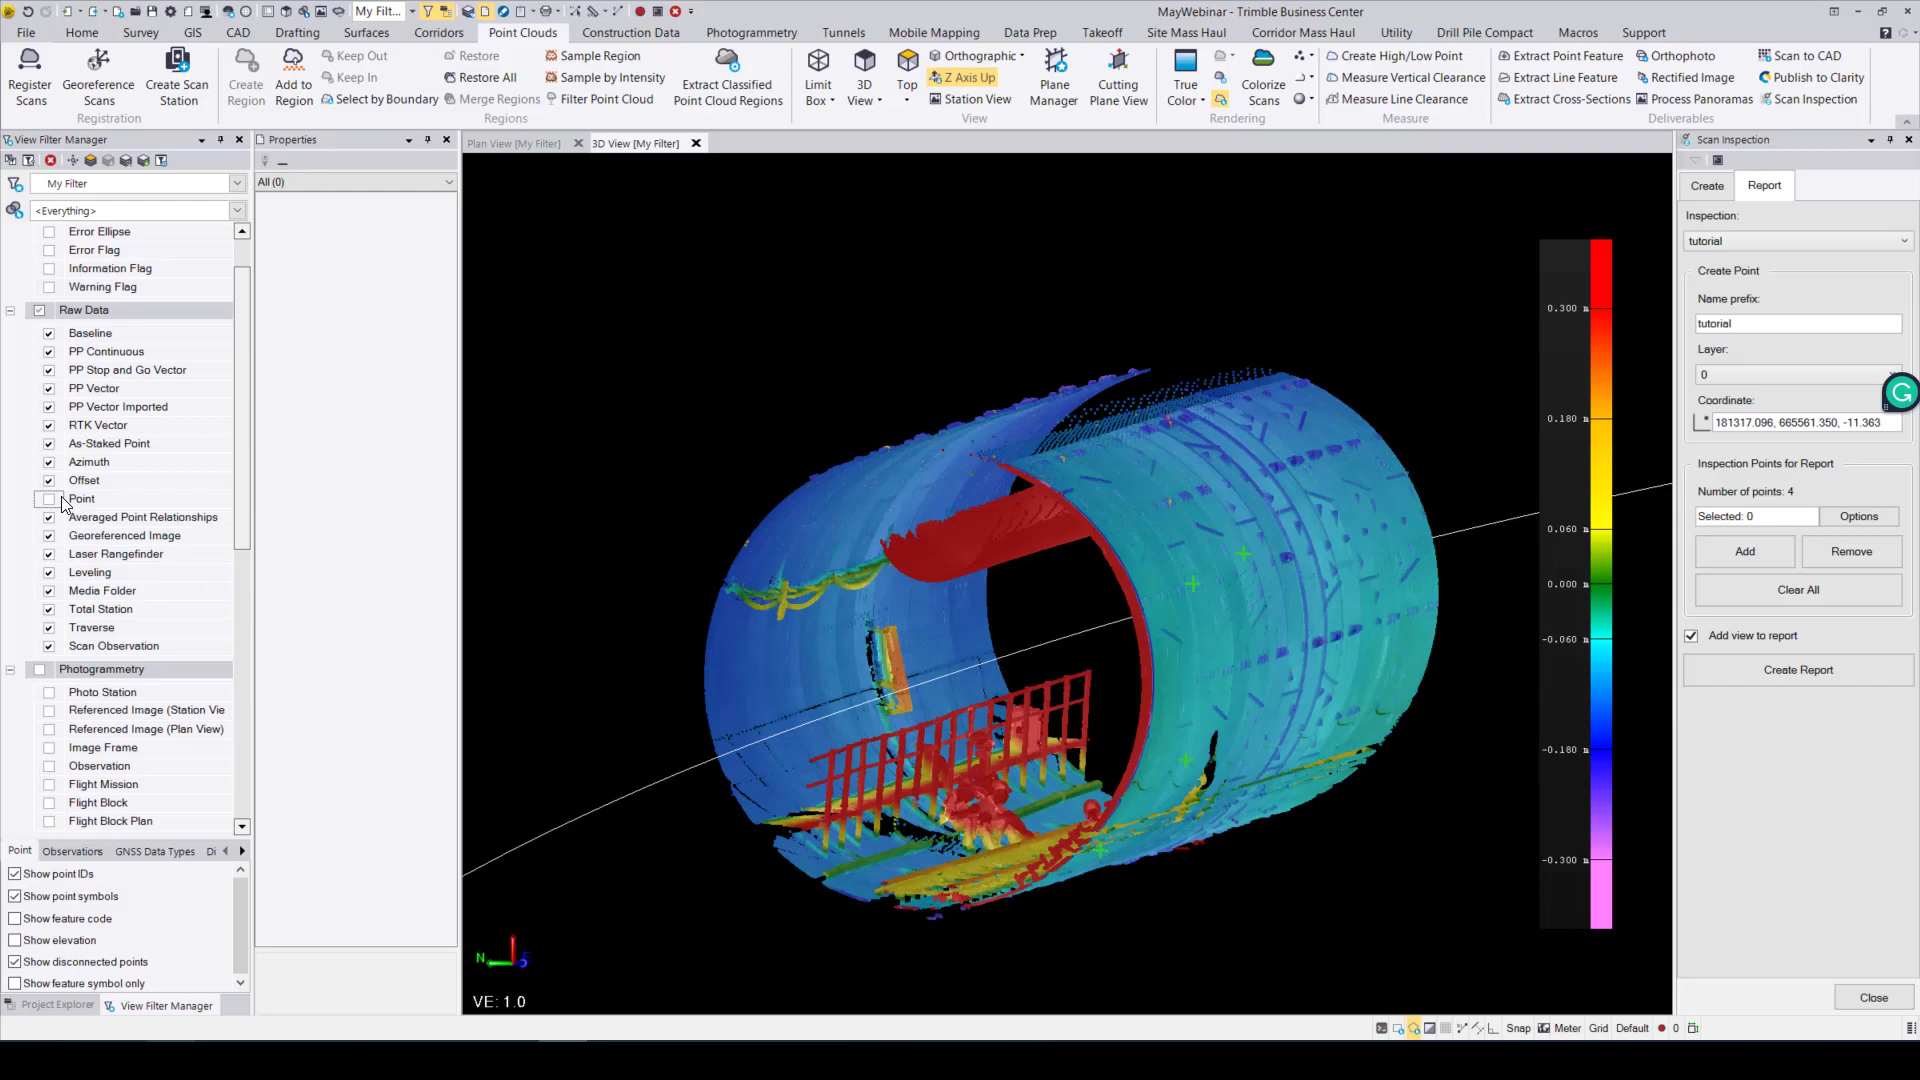 My Filt...
MayWebinar - Trimble Business Center
File Home Survey GIS CAD Drafting Surfaces Corridors Point Clouds Construction Data Photogrammetry Tunnels Mobile Mapping Data Prep Takeoff Site Mass Haul Corridor Mass Haul Utility Drill Pile Compact Macros Support
Register Scans
Georeference Scans
Create Scan Station
Registration
Create Region
Add to Region
Keep Out
Keep In
Select by Boundary
Restore
Restore All
Merge Regions
Sample Region
Sample by Intensity
Filter Point Cloud
Extract Classified Point Cloud Regions
Regions
Limit Box
3D View
Top
Orthographic
Z Axis Up
Station View
Plane Manager
Cutting Plane View
View
True Color
Colorize Scans
Rendering
Create High/Low Point
Measure Vertical Clearance
Measure Line Clearance
Measure
Extract Point Feature
Extract Line Feature
Extract Cross-Sections
Orthophoto
Rectified Image
Process Panoramas
Scan to CAD
Publish to Clarity
Scan Inspection
Deliverables
View Filter Manager
My Filter
<Everything>
Error Ellipse
Error Flag
Information Flag
Warning Flag
Raw Data
Baseline
PP Continuous
PP Stop and Go Vector
PP Vector
PP Vector Imported
RTK Vector
As-Staked Point
Azimuth
Offset
Point
Averaged Point Relationships
Georeferenced Image
Laser Rangefinder
Leveling
Media Folder
Total Station
Traverse
Scan Observation
Photogrammetry
Photo Station
Referenced Image (Station Vie
Referenced Image (Plan View)
Image Frame
Observation
Flight Mission
Flight Block
Flight Block Plan
Point Observations GNSS Data Types Di
Show point IDs
Show point symbols
Show feature code
Show elevation
Show disconnected points
Show feature symbol only
Project Explorer View Filter Manager
Properties
All (0)
Plan View [My Filter] 3D View [My Filter]
0.300 m
0.180 m
0.060 m
0.000 m
-0.060 m
-0.180 m
-0.300 m
N
VE: 1.0
Scan Inspection
Create Report
Inspection:
tutorial
Create Point
Name prefix:
tutorial
Layer:
0
Coordinate:
181317.096, 665561.350, -11.363
Inspection Points for Report
Number of points: 4
Selected: 0 Options
Add Remove
Clear All
Add view to report
Create Report
Close
Snap Meter Grid Default 0